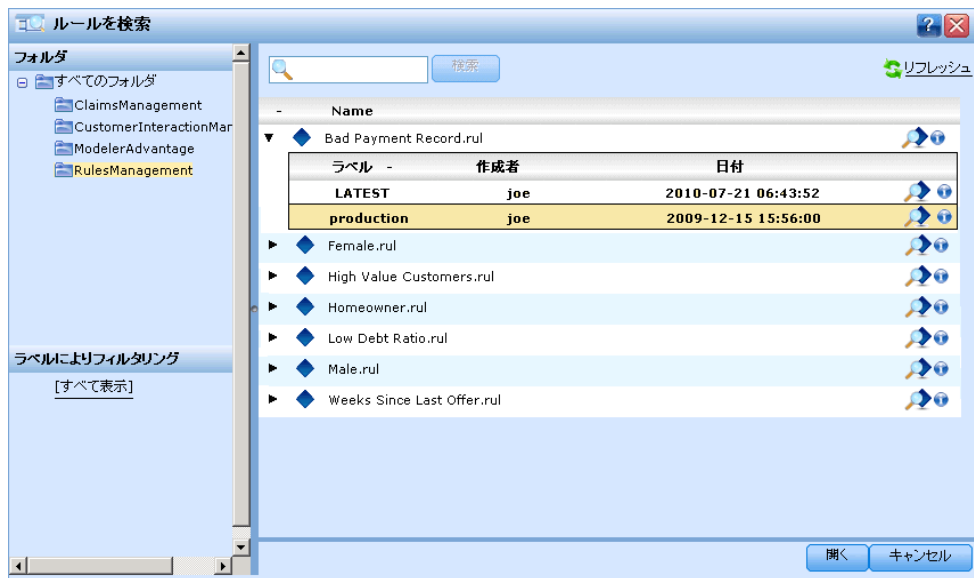 ルールを検索
?
フォルダ
すべてのフォルダ
ClaimsManagement
CustomerInteractionMar
ModelerAdvantage
RulesManagement
ラベルによりフィルタリング
[すべて表示]
検索
リフレッシュ
- Name
Bad Payment Record.rul
ラベル - 作成者 日付
LATEST joe 2010-07-21 06:43:52
production joe 2009-12-15 15:56:00
Female.rul
High Value Customers.rul
Homeowner.rul
Low Debt Ratio.rul
Male.rul
Weeks Since Last Offer.rul
開く キャンセル